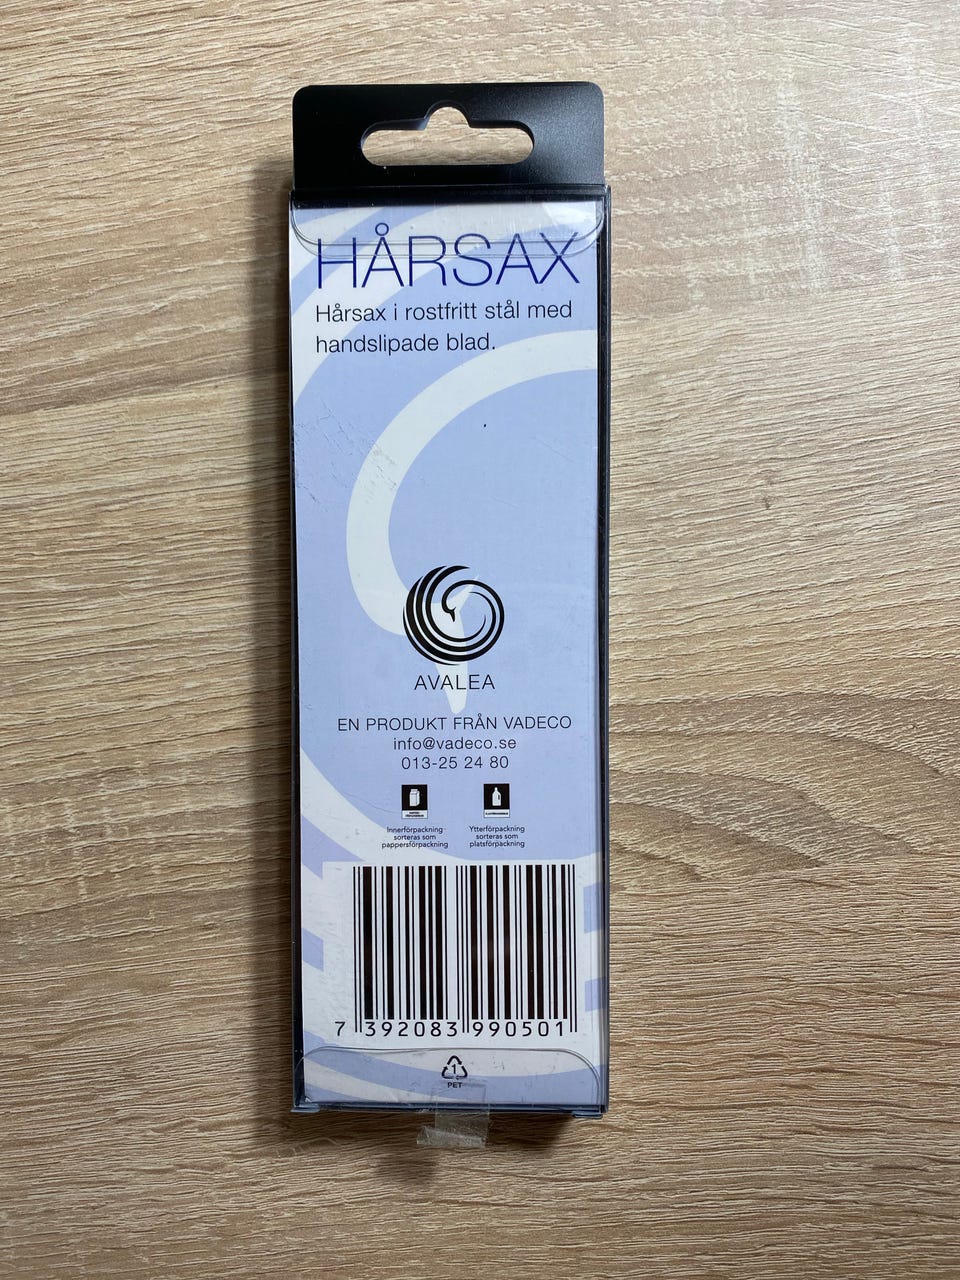 HÅRSAX
Hårsax i rostfritt stål med
handslipade blad.
AVALEA
EN PRODUKT FRÅN VADECO
info@vadeco.se
013-25 24 80
Innerförpackning
sorteras som
pappersförpackning
Ytterförpackning
sorteras som
platsförpackning
7 392083 990501
1
PET